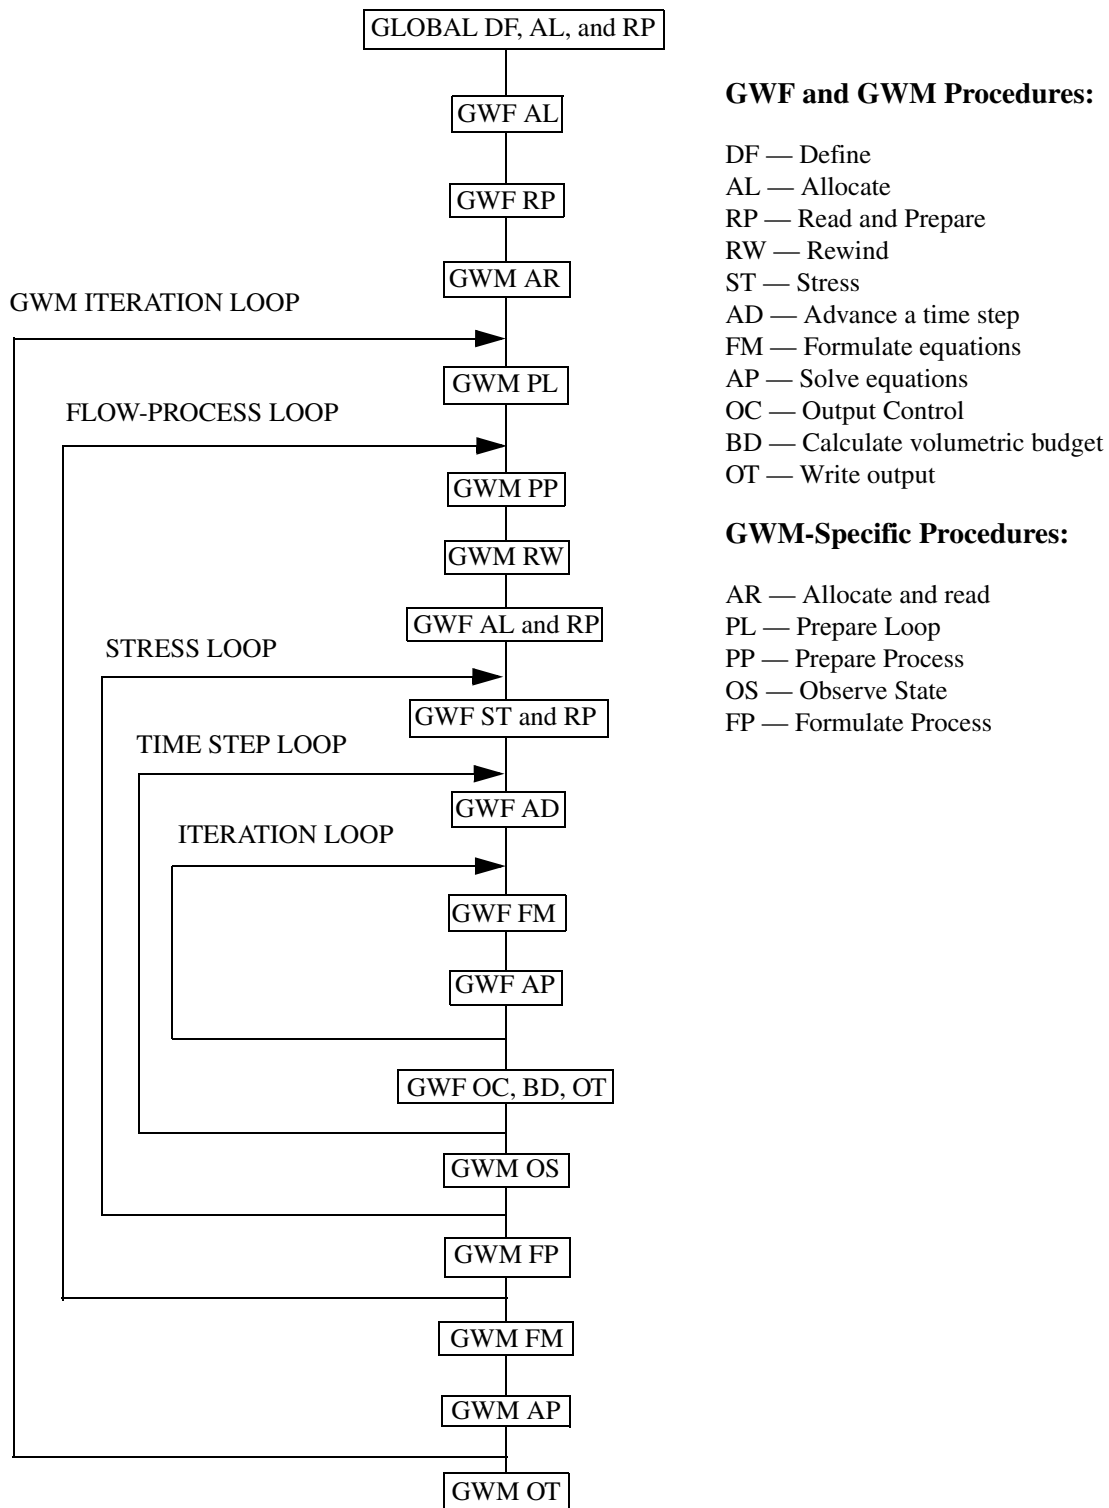 GLOBAL DF, AL, and RP
GWF AL
GWF RP
GWM AR
GWM ITERATION LOOP
GWM PL
FLOW-PROCESS LOOP
GWM PP
GWM RW
GWF AL and RP
STRESS LOOP
GWF ST and RP
TIME STEP LOOP
GWF AD
ITERATION LOOP
GWF FM
GWF AP
GWF OC, BD, OT
GWM OS
GWM FP
GWM FM
GWM AP
GWM OT
GWF and GWM Procedures:
DF — Define
AL — Allocate
RP — Read and Prepare
RW — Rewind
ST — Stress
AD — Advance a time step
FM — Formulate equations
AP — Solve equations
OC — Output Control
BD — Calculate volumetric budget
OT — Write output
GWM-Specific Procedures:
AR — Allocate and read
PL — Prepare Loop
PP — Prepare Process
OS — Observe State
FP — Formulate Process